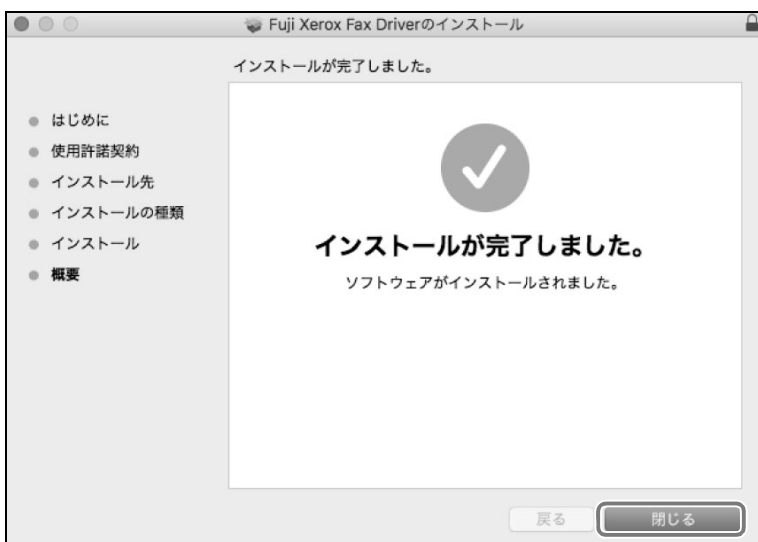 Fuji Xerox Fax Driverのインストール
インストールが完了しました。
はじめに
使用許諾契約
インストール先
インストールの種類
インストール
概要
インストールが完了しました。
ソフトウェアがインストールされました。
戻る
閉じる